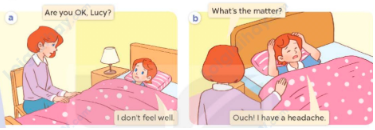 a
Are you OK, Lucy?
I don't feel well.
b
What's the matter?
Ouch! I have a headache.